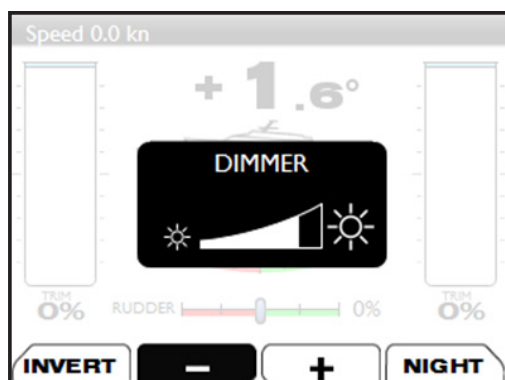 Speed 0.0 kn
+1.6°
DIMMER
TRIM
0%
RUDDER 0%
TRIM
0%
INVERT - + NIGHT